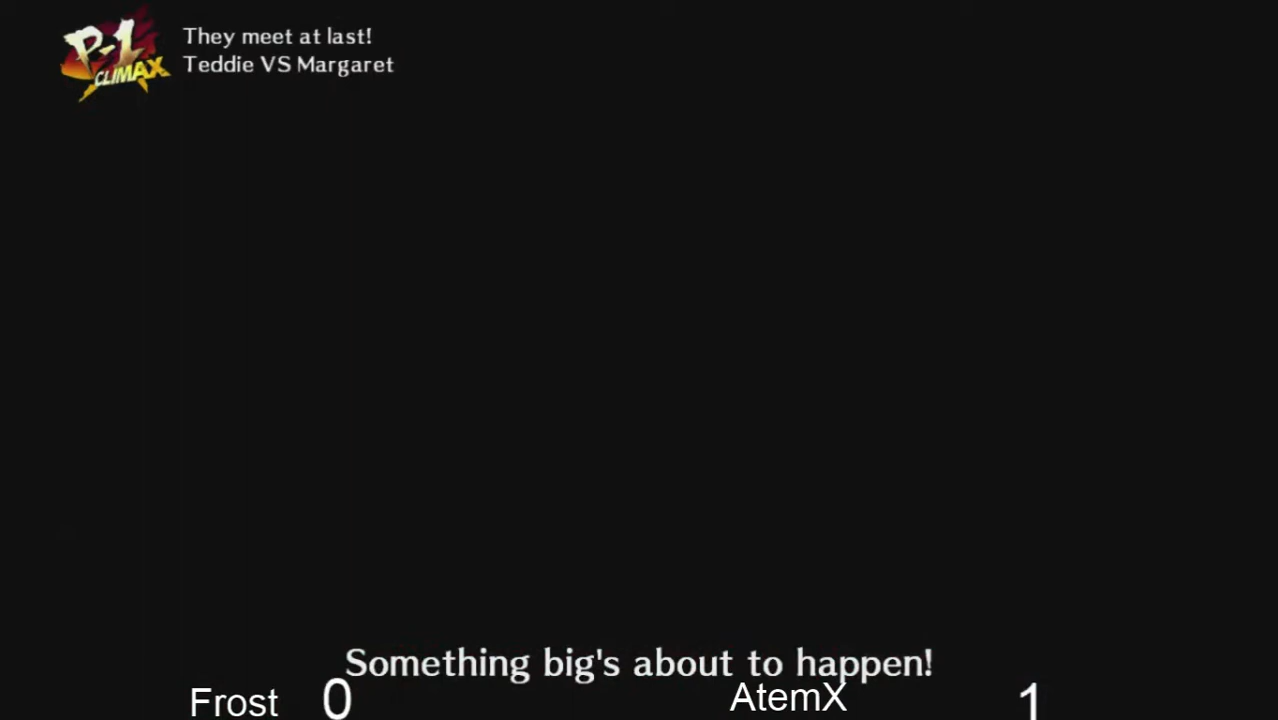 P-1
CLIMAX
They meet at last!
Teddie VS Margaret
Something big's about to happen!
Frost 0 AtemX 1